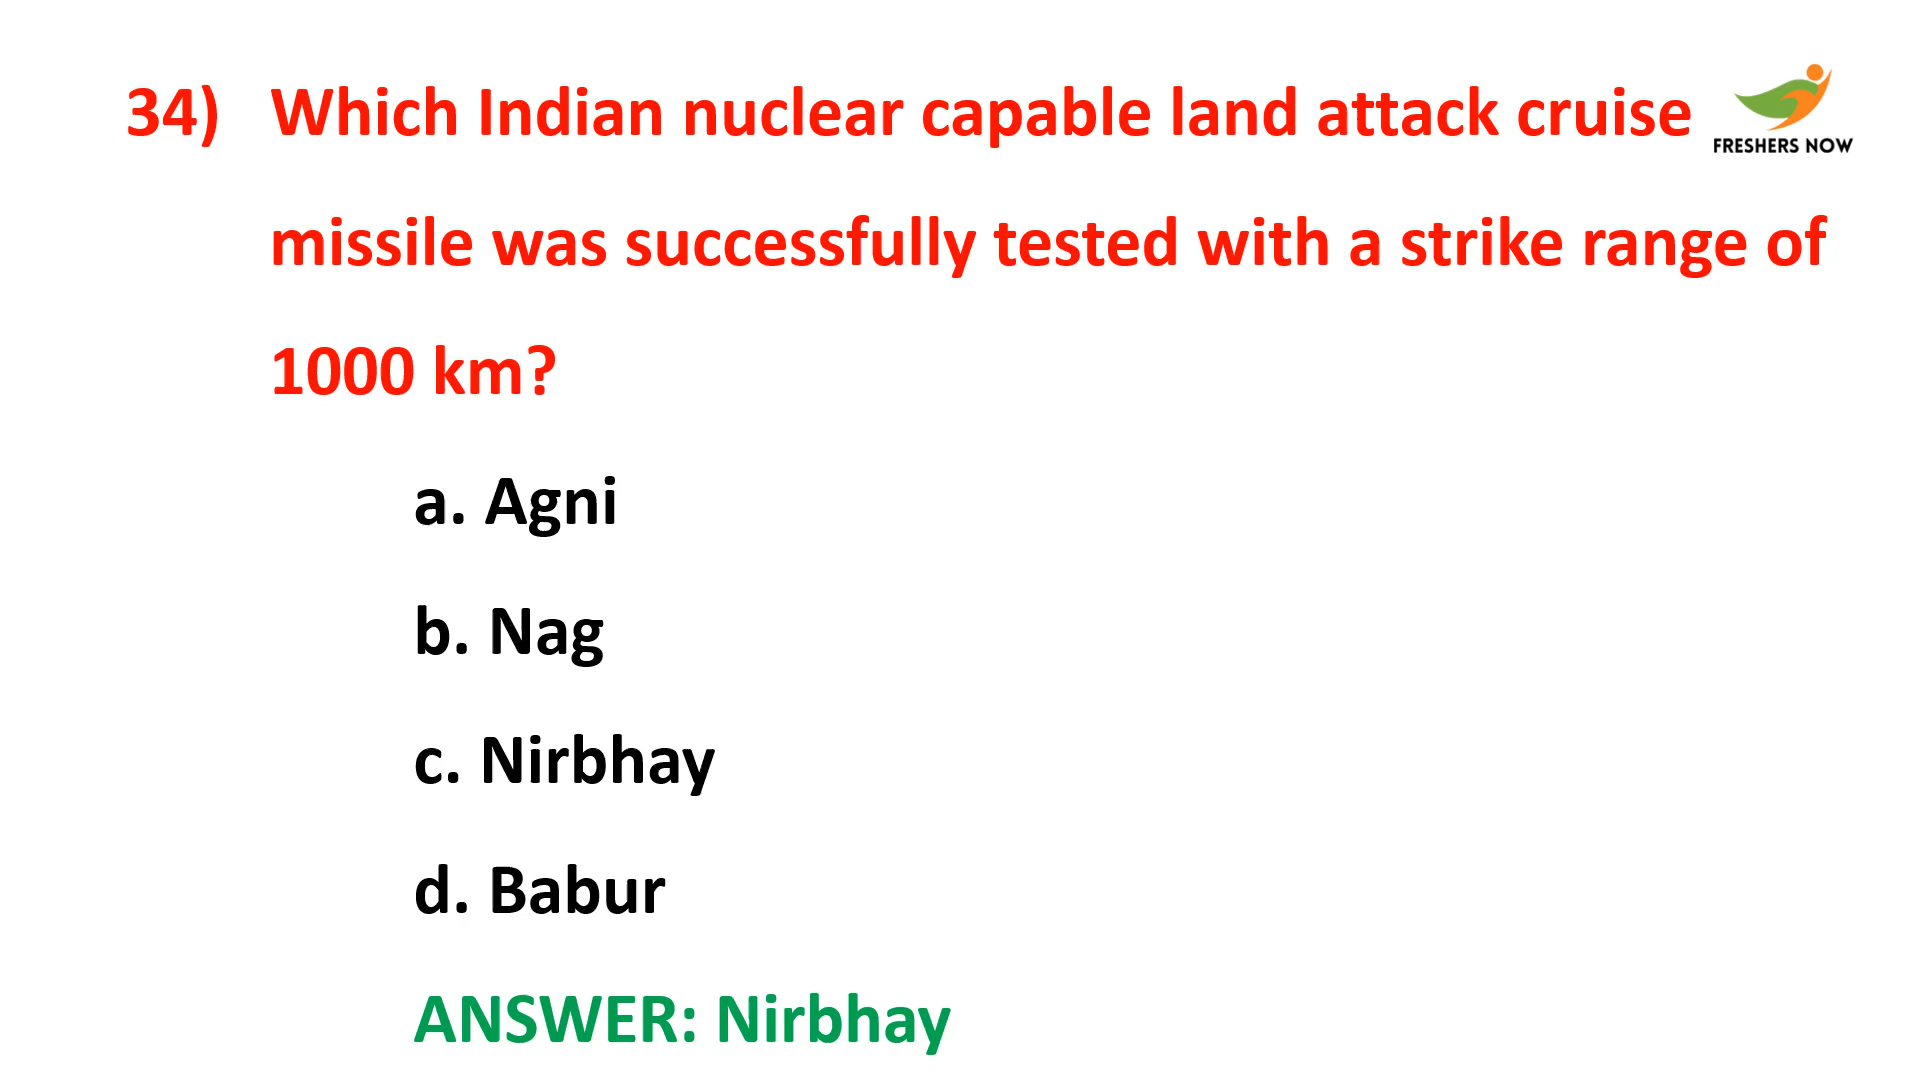 34) Which Indian nuclear capable land attack cruise
FRESHERS NOW
missile was successfully tested with a strike range of
1000 km?
a. Agni
b. Nag
c. Nirbhay
d. Babur
ANSWER: Nirbhay